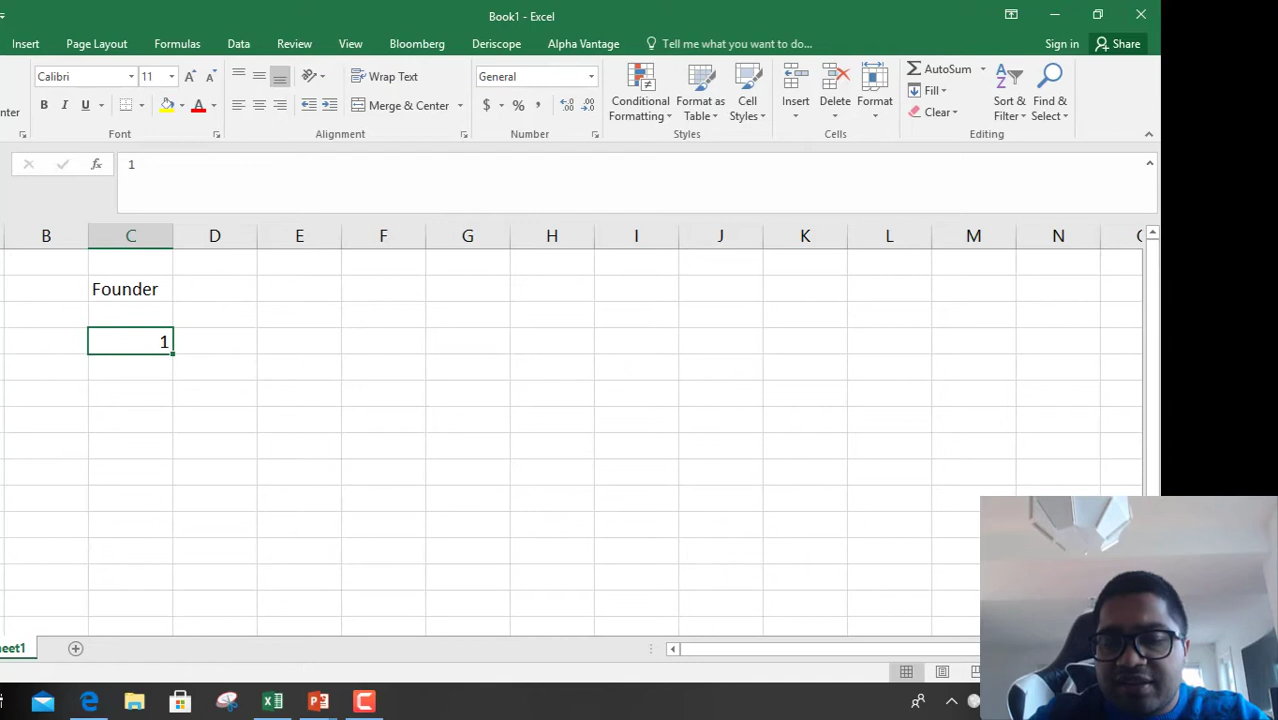 Book1 - Excel
Insert Page Layout Formulas Data Review View Bloomberg Deriscope Alpha Vantage Tell me what you want to do... Sign in Share
Calibri 11 Wrap Text General Conditional Formatting Format as Table Cell Styles Insert Delete Format AutoSum Fill Clear Sort & Filter Find & Select
B I U Merge & Center $ %
Font Alignment Number Styles Cells Editing
fx 1
B C D E F G H I J K L M N
Founder
1
eet1